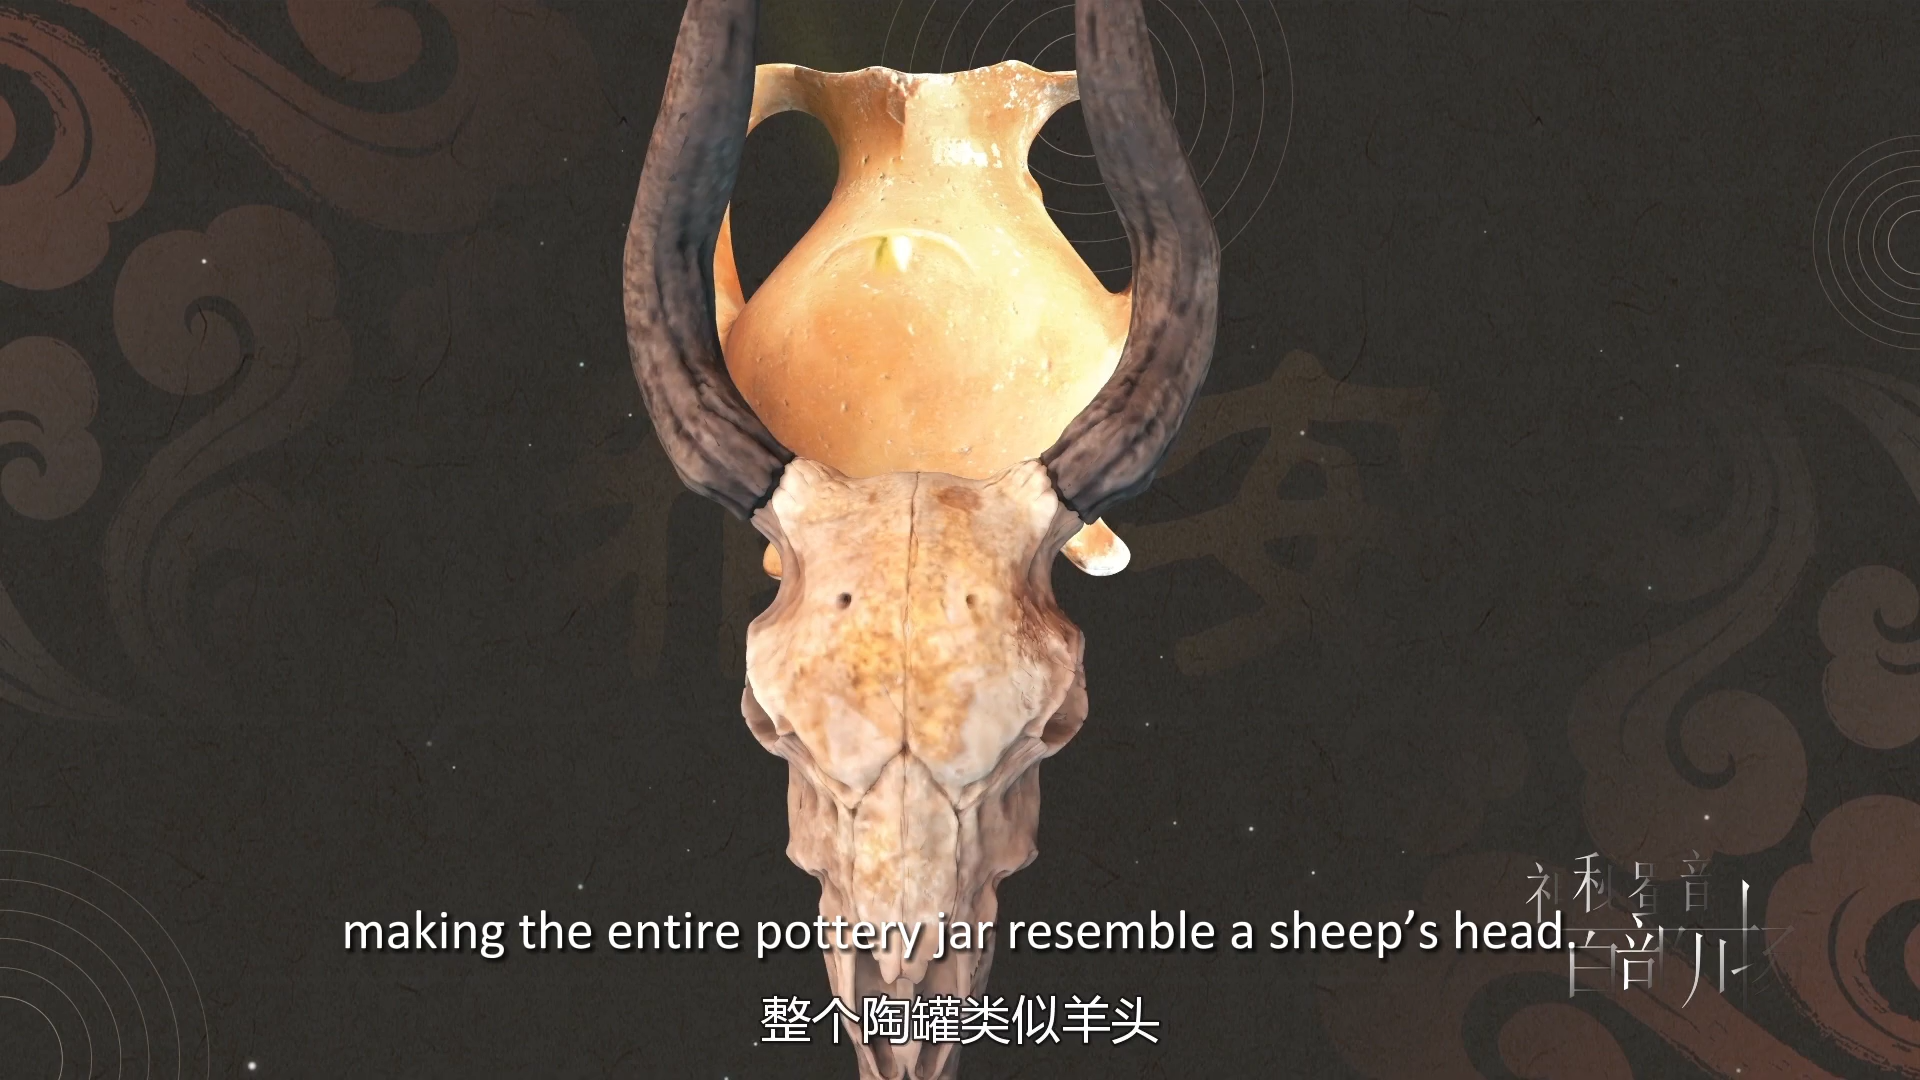 making the entire pottery jar resemble a sheep’s head.
整个陶罐类似羊头